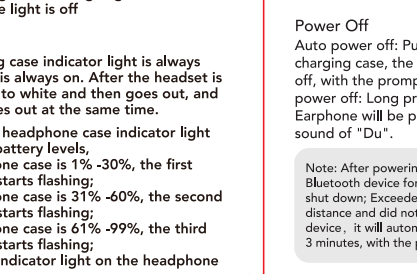 e light is off
g case indicator light is always
is always on. After the headset is
to white and then goes out, and
es out at the same time.
headphone case indicator light
battery levels,
ne case is 1% -30%, the first
starts flashing;
ne case is 31% -60%, the second
starts flashing;
ne case is 61% -99%, the third
starts flashing;
indicator light on the headphone
Power Off
Auto power off: Pu
charging case, the
off, with the promp
power off: Long pr
Earphone will be p
sound of "Du".
Note: After powerin
Bluetooth device for
shut down; Exceede
distance and did not
device, it will autom
3 minutes, with the p